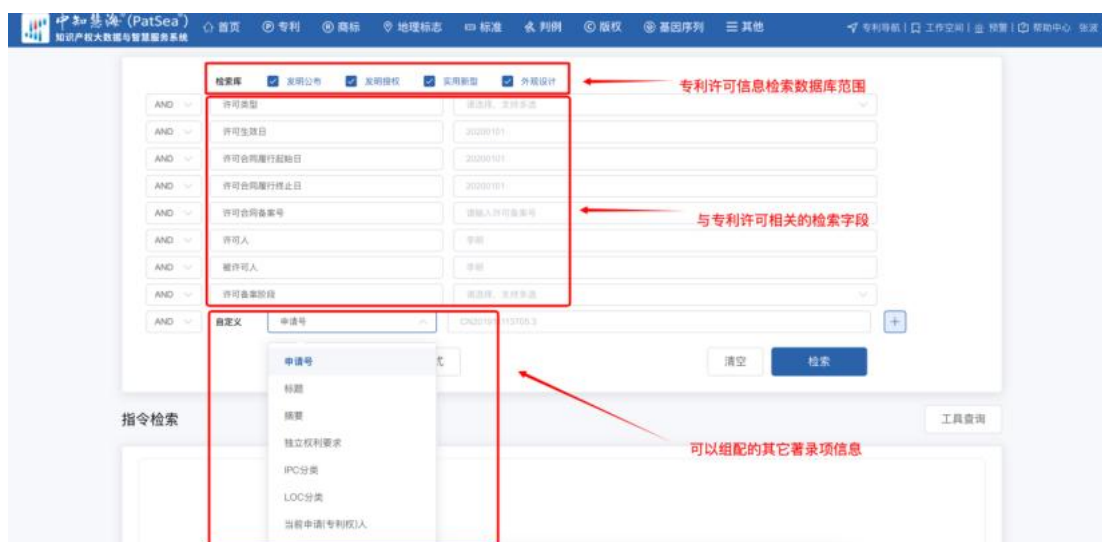 中知慧海®(PatSea®)
知识产权大数据与智慧服务系统
首页 专利 商标 地理标志 标准 判例 版权 基因序列 其他
专利导航 | 工作空间 | 预警 | 帮助中心 张波
检索库 发明公布 发明授权 实用新型 外观设计
专利许可信息检索数据库范围
AND 许可类型 请选择，支持多选
AND 许可生效日 20200101
AND 许可合同履行起始日 20200101
AND 许可合同履行终止日 20200101
AND 许可合同备案号 请输入许可备案号
与专利许可相关的检索字段
AND 许可人
AND 被许可人
AND 许可备案阶段 请选择，支持多选
AND 自定义 申请号
申请号 式 清空 检索
标题
指令检索 工具查询
摘要
独立权利要求
可以组配的其它著录项信息
IPC分类
LOC分类
当前申请(专利权)人